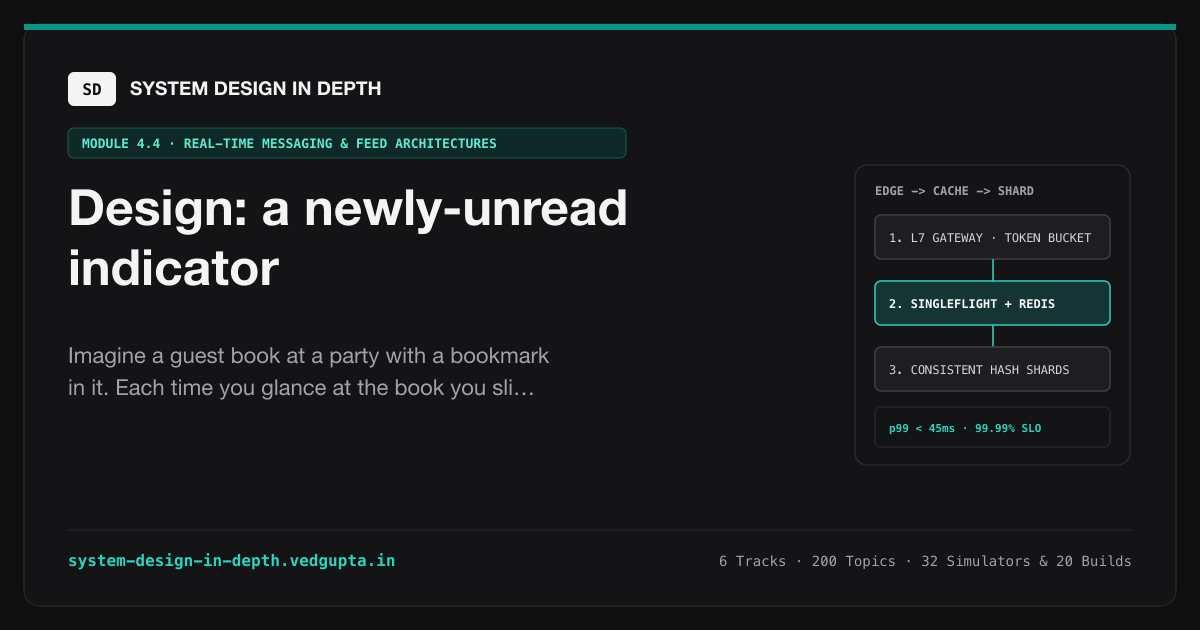 SD SYSTEM DESIGN IN DEPTH
MODULE 4.4 · REAL-TIME MESSAGING & FEED ARCHITECTURES
Design: a newly-unread
indicator
Imagine a guest book at a party with a bookmark
in it. Each time you glance at the book you sli…
EDGE -> CACHE -> SHARD
1. L7 GATEWAY · TOKEN BUCKET
2. SINGLEFLIGHT + REDIS
3. CONSISTENT HASH SHARDS
p99 < 45ms · 99.99% SLO
system-design-in-depth.vedgupta.in
6 Tracks · 200 Topics · 32 Simulators & 20 Builds